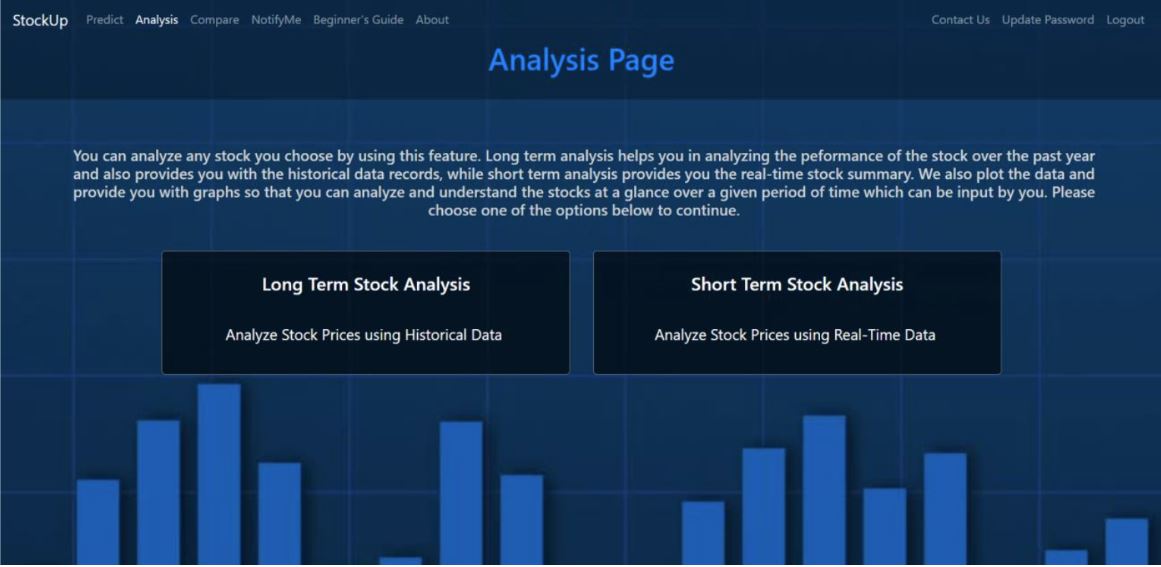 StockUp Predict Analysis Compare NotifyMe Beginner's Guide About Contact Us Update Password Logout
Analysis Page
You can analyze any stock you choose by using this feature. Long term analysis helps you in analyzing the peformance of the stock over the past year
and also provides you with the historical data records, while short term analysis provides you the real-time stock summary. We also plot the data and
provide you with graphs so that you can analyze and understand the stocks at a glance over a given period of time which can be input by you. Please
choose one of the options below to continue.
Long Term Stock Analysis
Analyze Stock Prices using Historical Data
Short Term Stock Analysis
Analyze Stock Prices using Real-Time Data